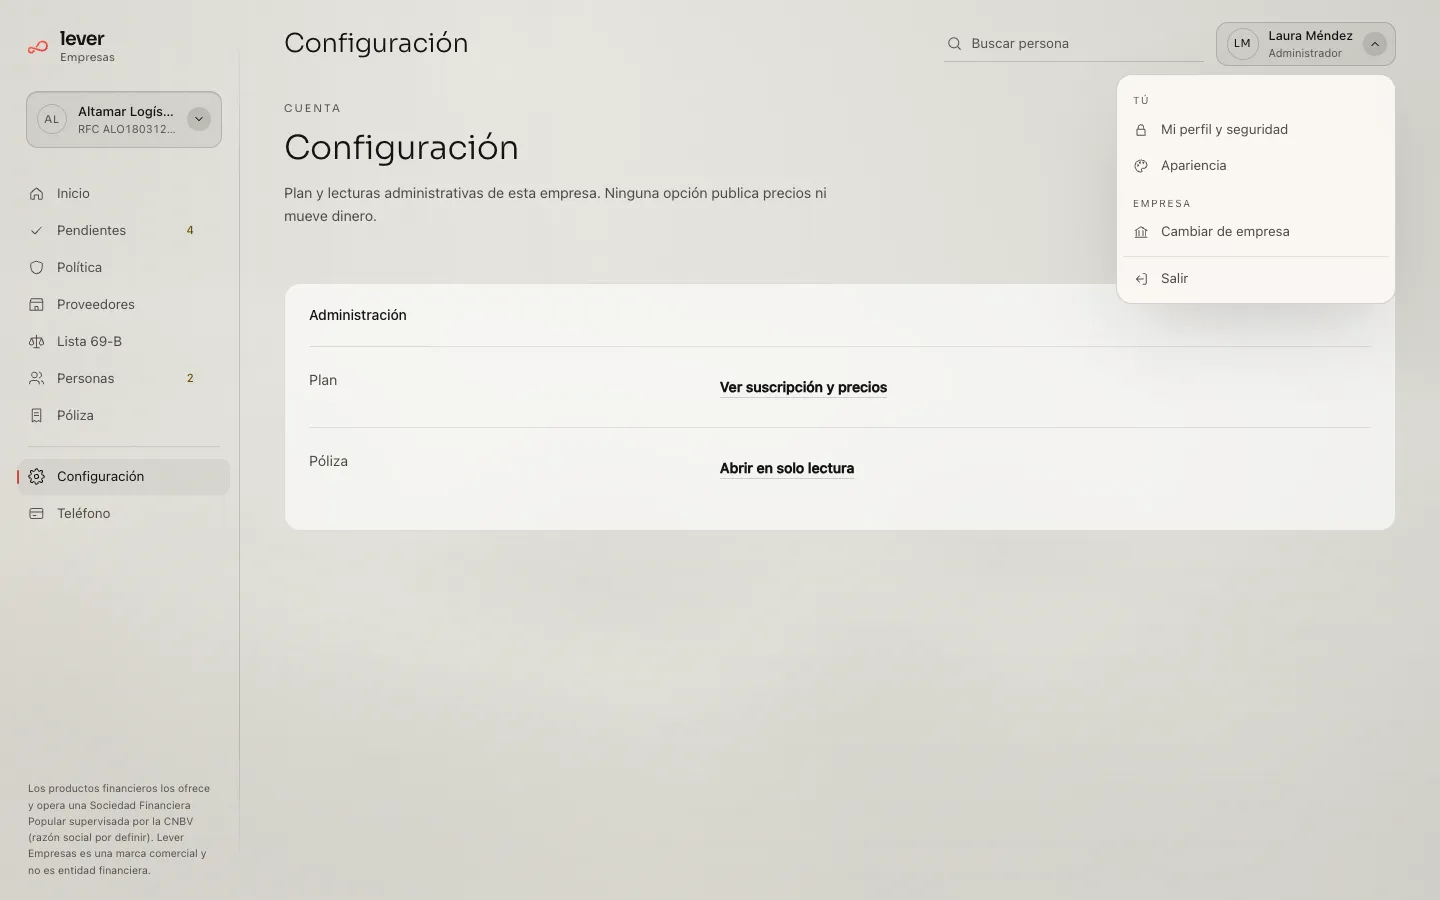 lever
Empresas
AL
Altamar Logís...
RFC ALO180312...
Inicio
Pendientes 4
Política
Proveedores
Lista 69-B
Personas 2
Póliza
Configuración
Teléfono
Los productos financieros los ofrece
y opera una Sociedad Financiera
Popular supervisada por la CNBV
(razón social por definir). Lever
Empresas es una marca comercial y
no es entidad financiera.
Configuración
Buscar persona
LM
Laura Méndez
Administrador
TÚ
Mi perfil y seguridad
Apariencia
EMPRESA
Cambiar de empresa
Salir
CUENTA
Configuración
Plan y lecturas administrativas de esta empresa. Ninguna opción publica precios ni
mueve dinero.
Administración
Plan
Ver suscripción y precios
Póliza
Abrir en solo lectura